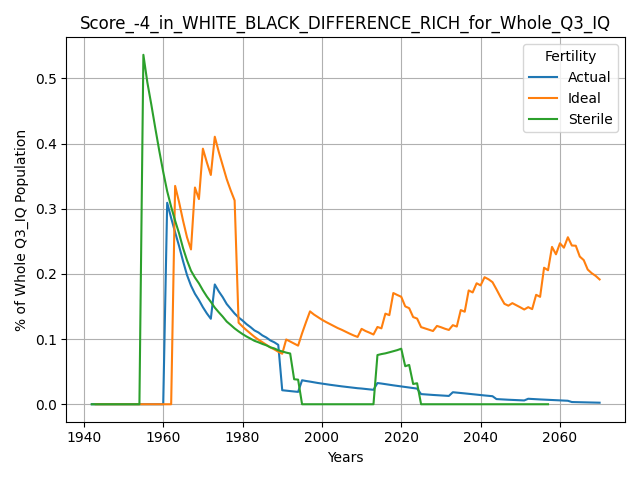 Score_-4_in_WHITE_BLACK_DIFFERENCE_RICH_for_Whole_Q3_IQ
% of Whole Q3_IQ Population
0.5
0.4
0.3
0.2
0.1
0.0
Fertility
Actual
Ideal
Sterile
1940 1960 1980 2000 2020 2040 2060
Years